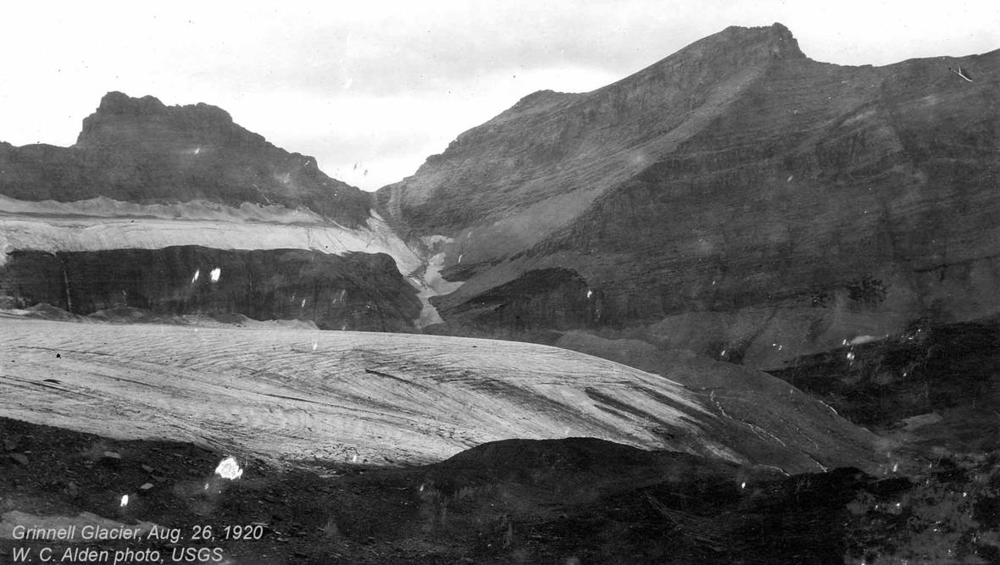 Grinnell Glacier, Aug. 26, 1920
W. C. Alden photo, USGS